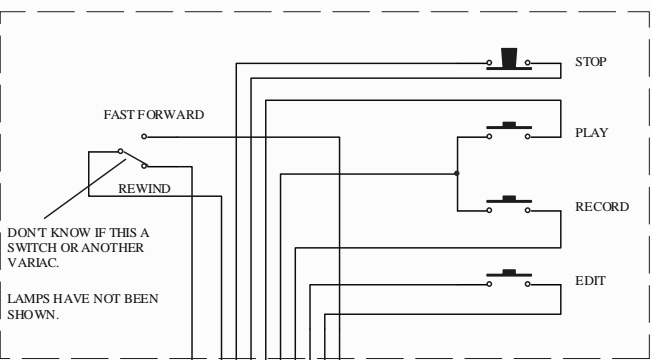 STOP
FAST FORWARD
PLAY
REWIND
RECORD
DON'T KNOW IF THIS A
SWITCH OR ANOTHER
VARIAC.
EDIT
LAMPS HAVE NOT BEEN
SHOWN.